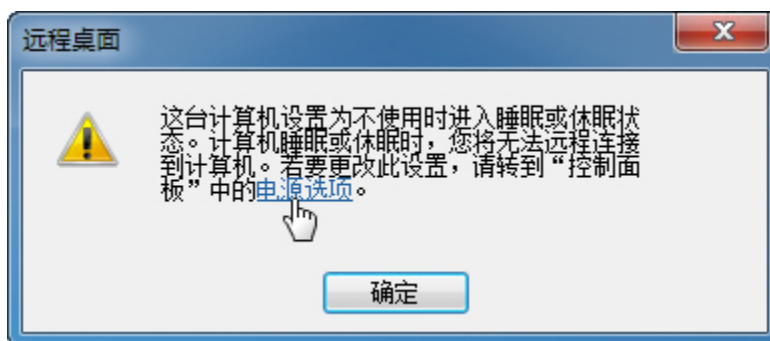 远程桌面
这台计算机设置为不使用时进入睡眠或休眠状
态。计算机睡眠或休眠时，您将无法远程连接
到计算机。若要更改此设置，请转到“控制面
板”中的电源选项。
确定